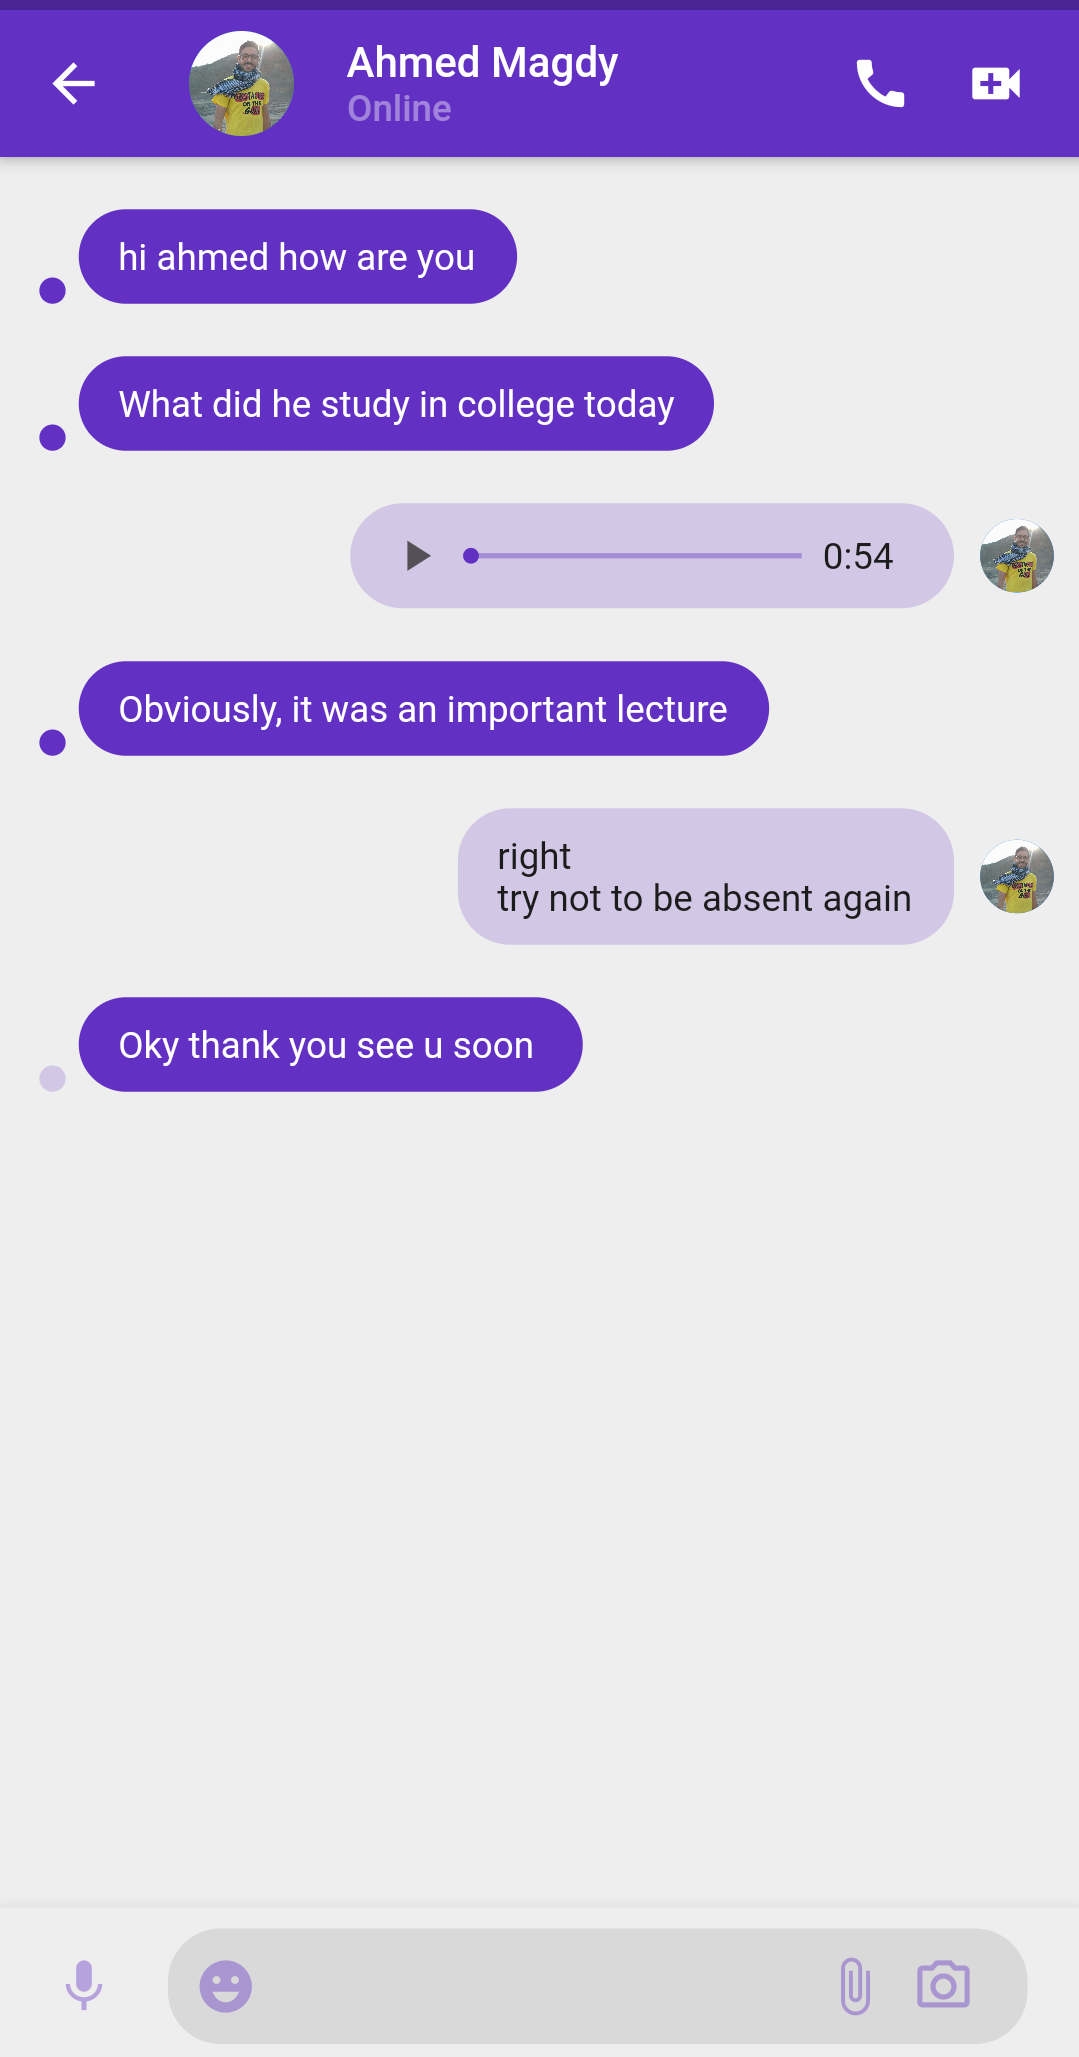 Ahmed Magdy
Online
hi ahmed how are you
What did he study in college today
0:54
Obviously, it was an important lecture
right
try not to be absent again
Oky thank you see u soon